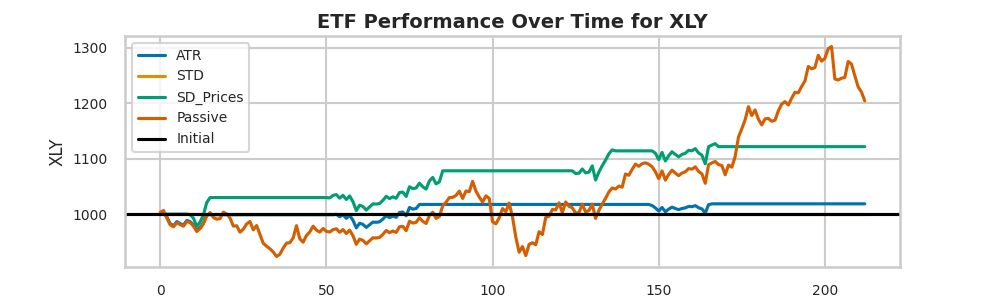 ETF Performance Over Time for XLY
1300
1200
1100
1000
XLY
ATR
STD
SD_Prices
Passive
Initial
0
50
100
150
200